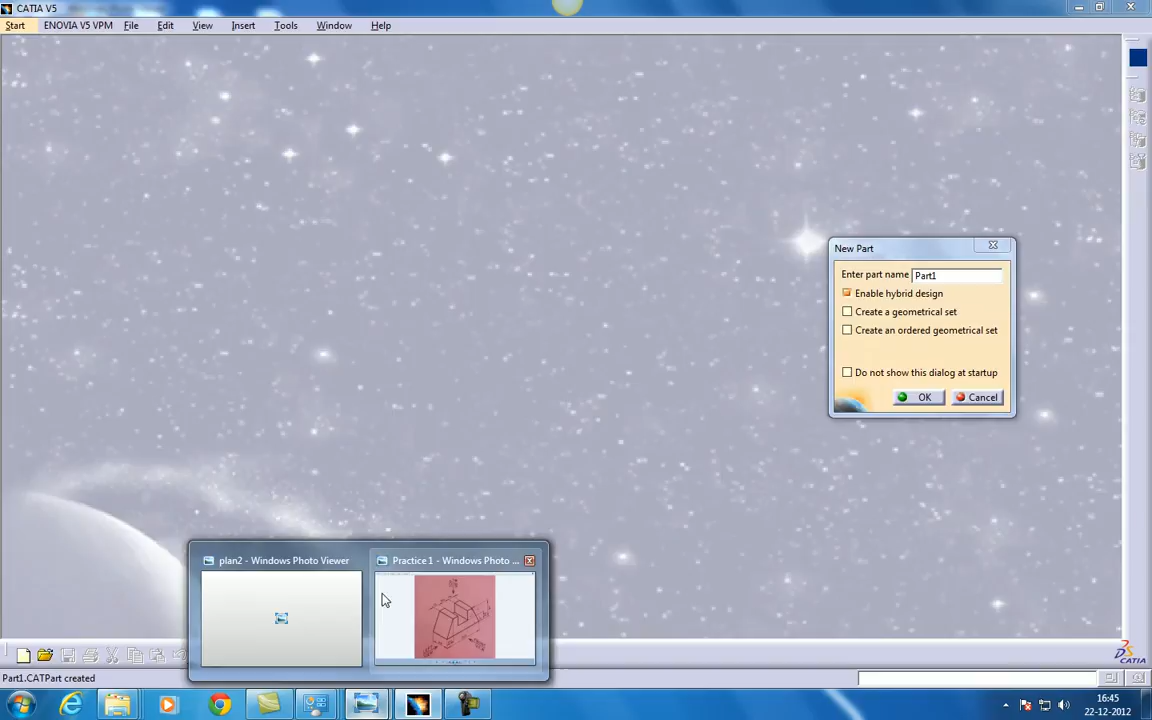 CATIA V5
Start ENOVIA V5 VPM File Edit View Insert Tools Window Help
New Part
Enter part name Part1
Enable hybrid design
Create a geometrical set
Create an ordered geometrical set
Do not show this dialog at startup
OK Cancel
plan2 - Windows Photo Viewer
Practice 1 - Windows Photo ...
CATIA
Part1.CATPart created
16:45
22-12-2012